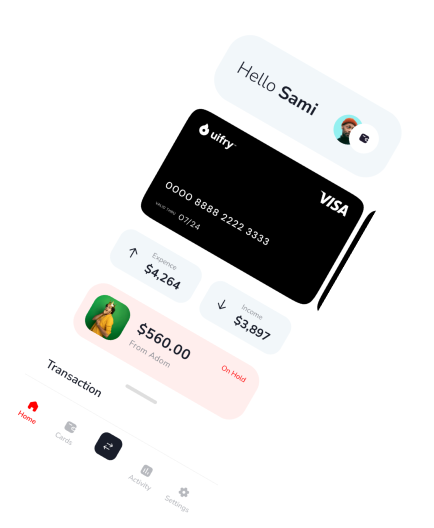 Hello Sami
uifry™
VISA
0000 8888 2222 3333
VALID THRU 07/24
Expence
$4,264
Income
$3,897
$560.00
From Adom
On Hold
Transaction
Home
Cards
Activity
Settings